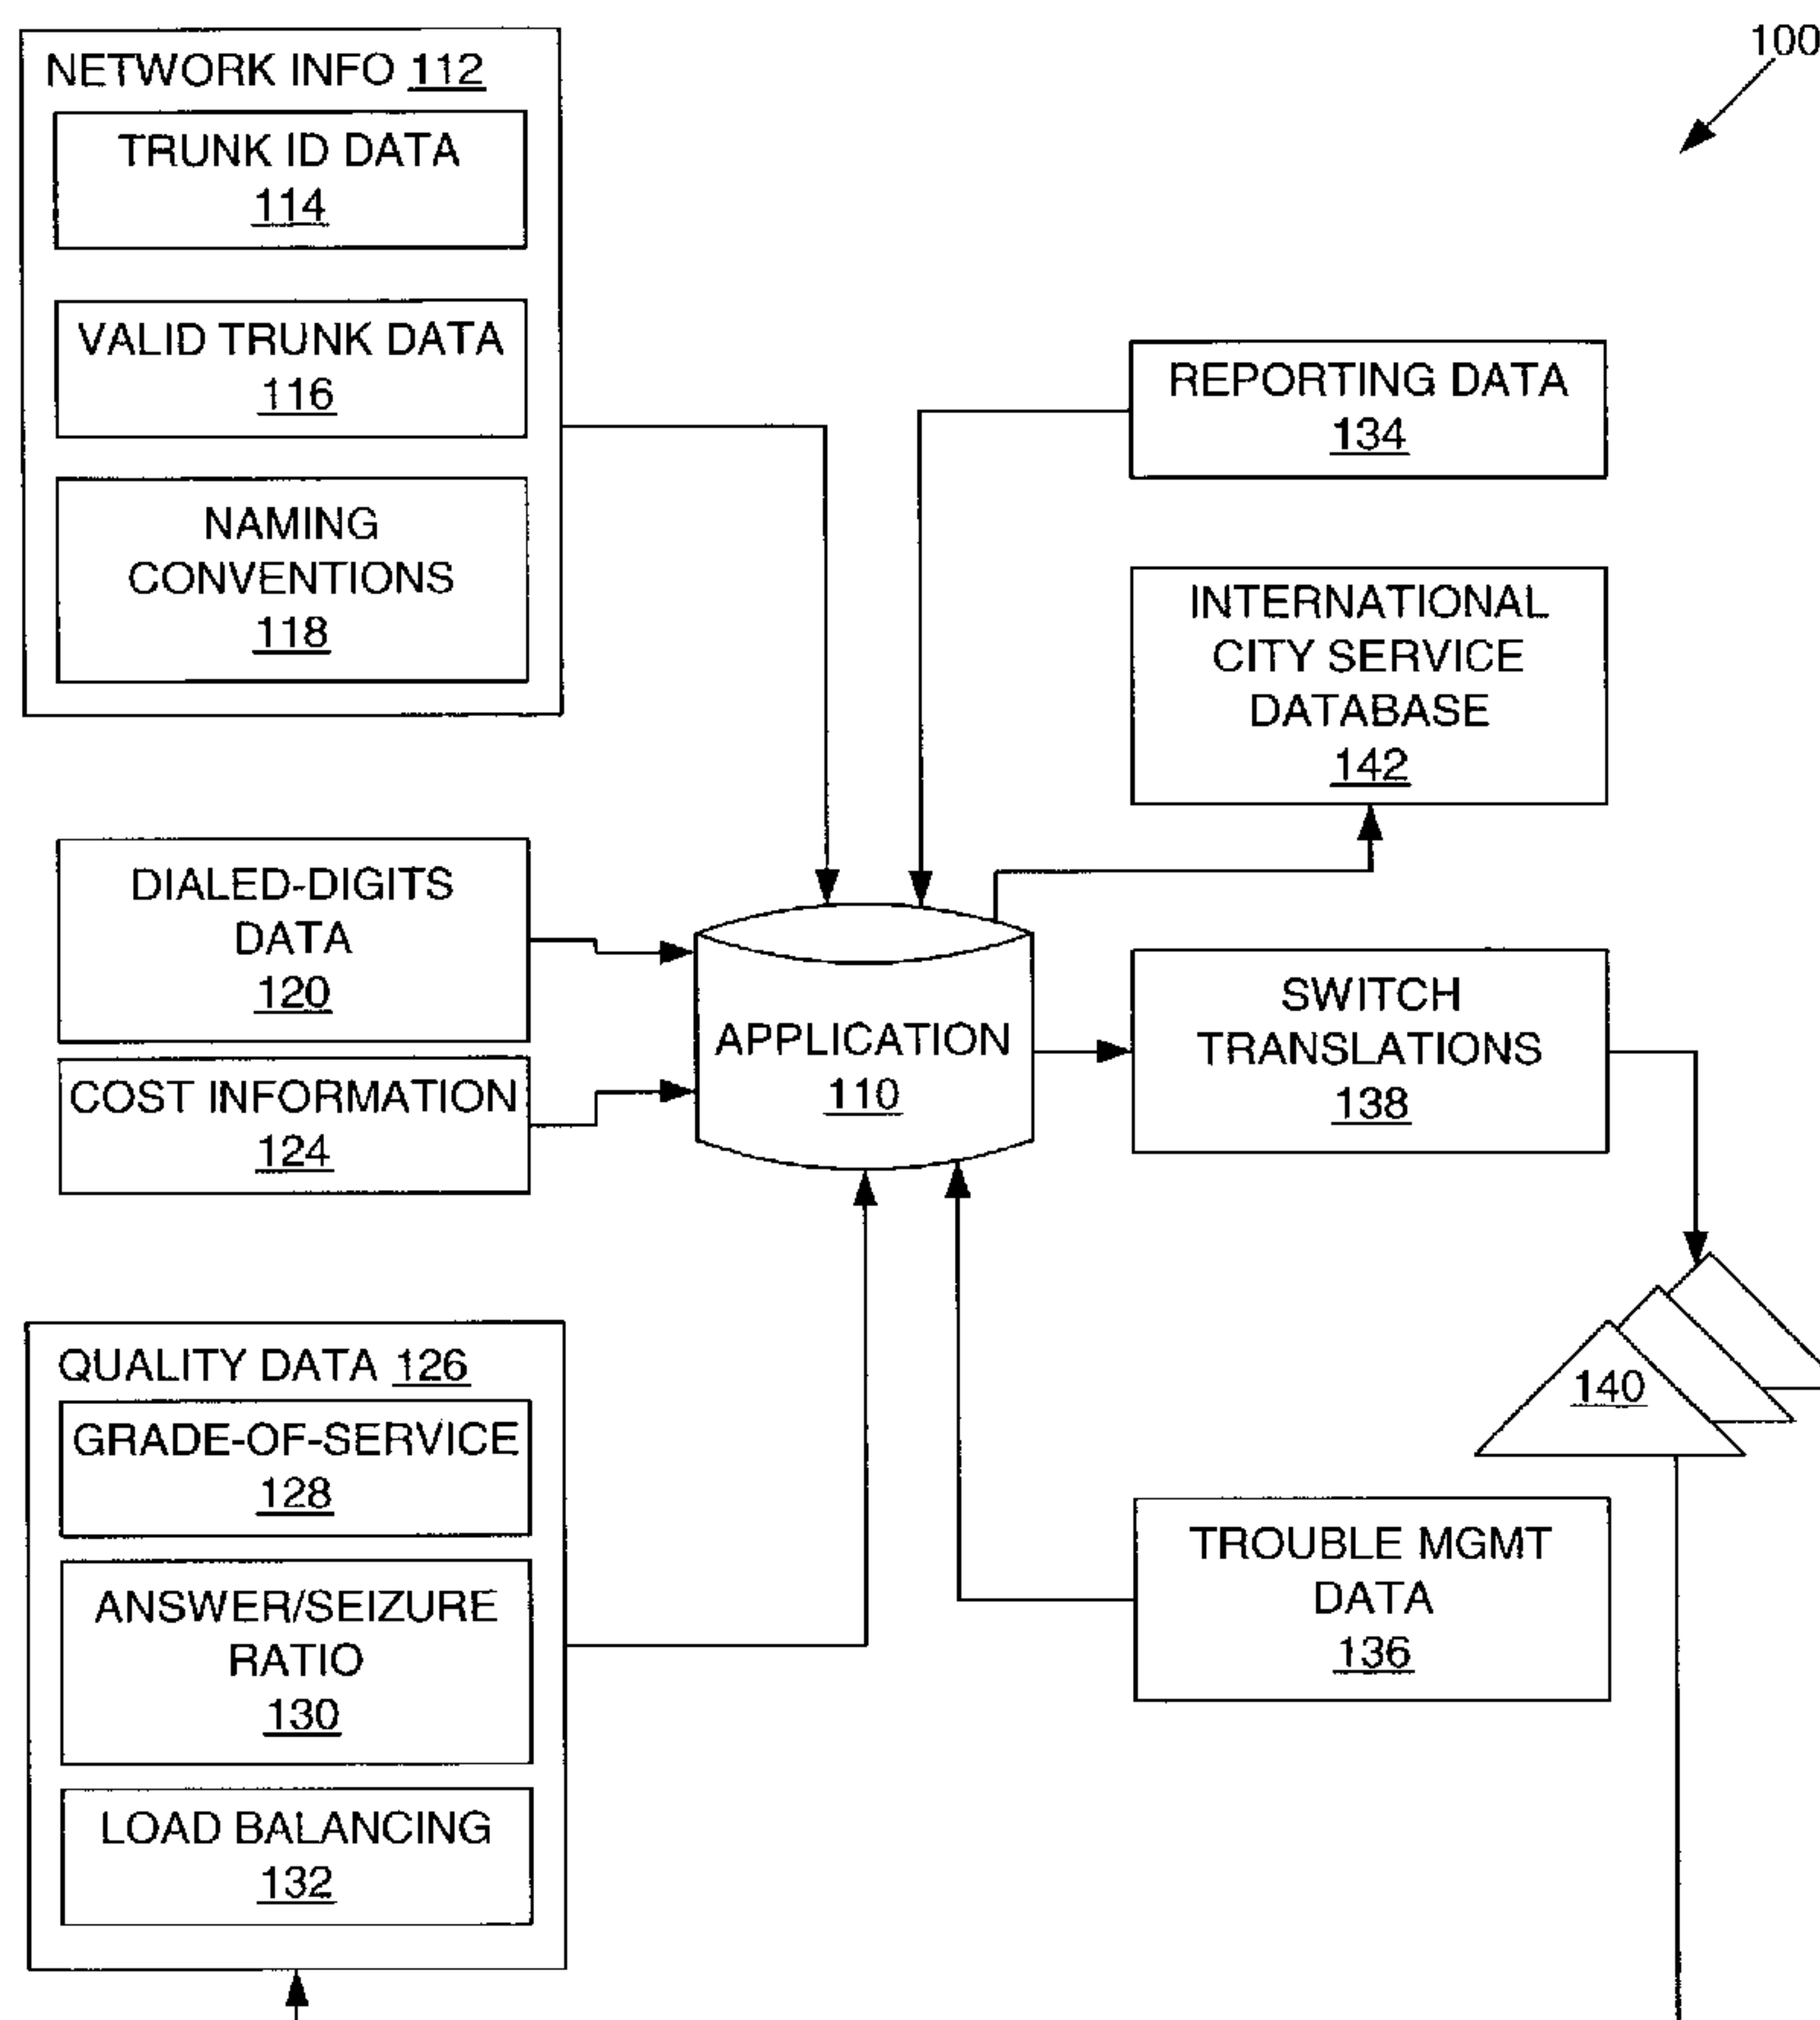 100
NETWORK INFO 112
TRUNK ID DATA
114
VALID TRUNK DATA
116
NAMING
CONVENTIONS
118
REPORTING DATA
134
INTERNATIONAL
CITY SERVICE
DATABASE
142
DIALED-DIGITS
DATA
120
COST INFORMATION
124
APPLICATION
110
SWITCH
TRANSLATIONS
138
140
QUALITY DATA 126
GRADE-OF-SERVICE
128
ANSWER/SEIZURE
RATIO
130
LOAD BALANCING
132
TROUBLE MGMT
DATA
136